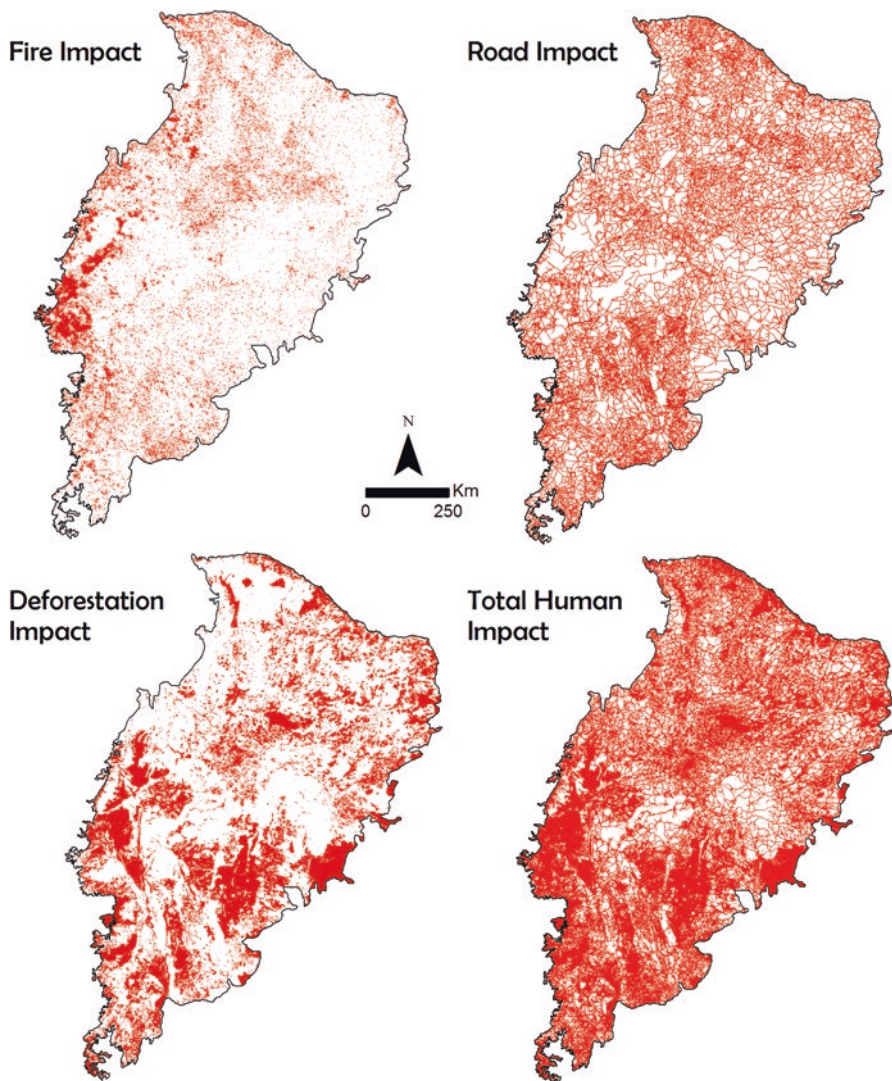 Fire Impact
Road Impact
N
Km
0 250
Deforestation
Impact
Total Human
Impact